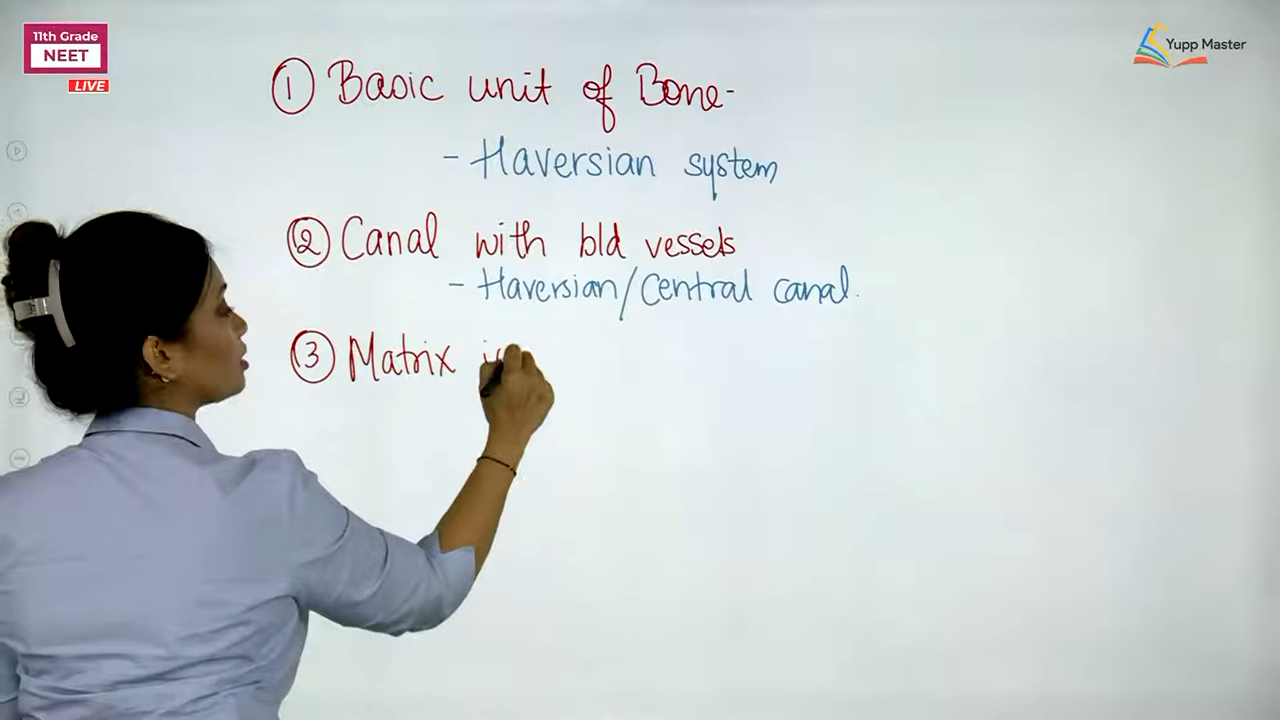 11th Grade
NEET
LIVE
Yupp Master
① Basic unit of Bone-
- Haversian system
② Canal with bld vessels
- Haversian/Central canal.
③ Matrix